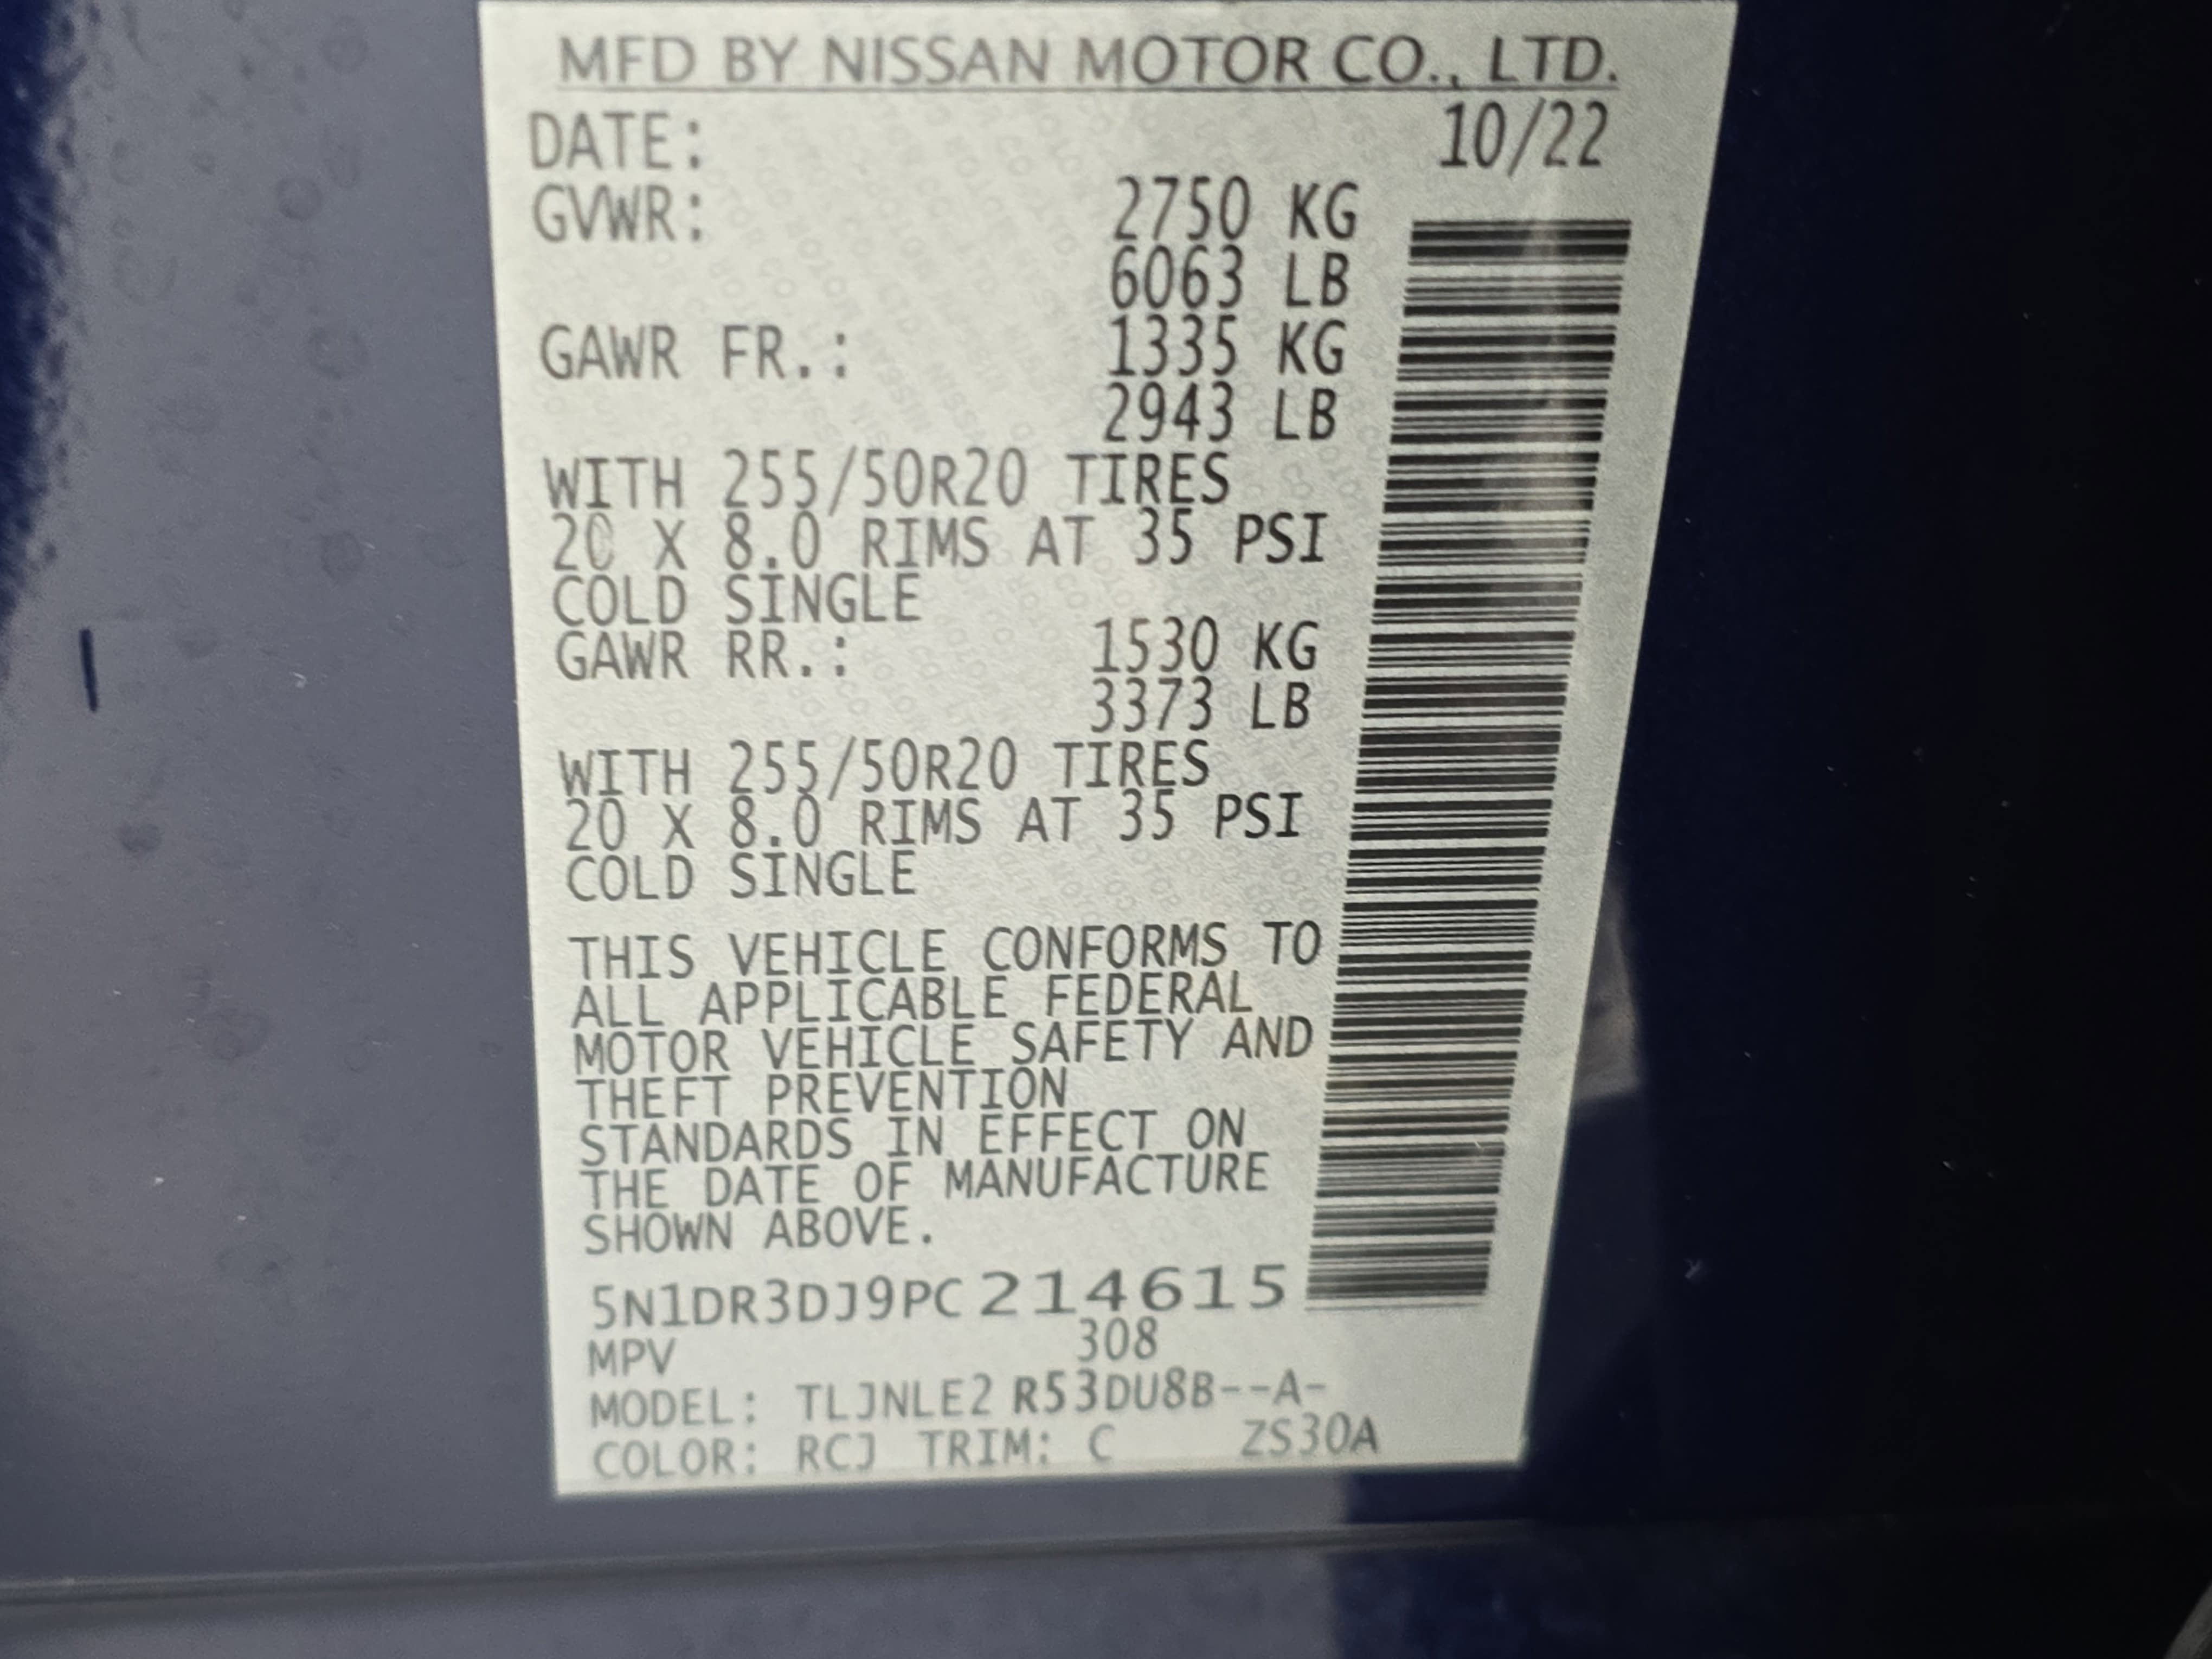 MFD BY NISSAN MOTOR CO., LTD.
DATE: 10/22
GVWR: 2750 KG
6063 LB
GAWR FR.: 1335 KG
2943 LB
WITH 255/50R20 TIRES
20 X 8.0 RIMS AT 35 PSI
COLD SINGLE
GAWR RR.: 1530 KG
3373 LB
WITH 255/50R20 TIRES
20 X 8.0 RIMS AT 35 PSI
COLD SINGLE
THIS VEHICLE CONFORMS TO
ALL APPLICABLE FEDERAL
MOTOR VEHICLE SAFETY AND
THEFT PREVENTION
STANDARDS IN EFFECT ON
THE DATE OF MANUFACTURE
SHOWN ABOVE.
5N1DR3DJ9PC214615
MPV 308
MODEL: TLJNLE2 R53DU8B--A-
COLOR: RCJ TRIM: C ZS30A